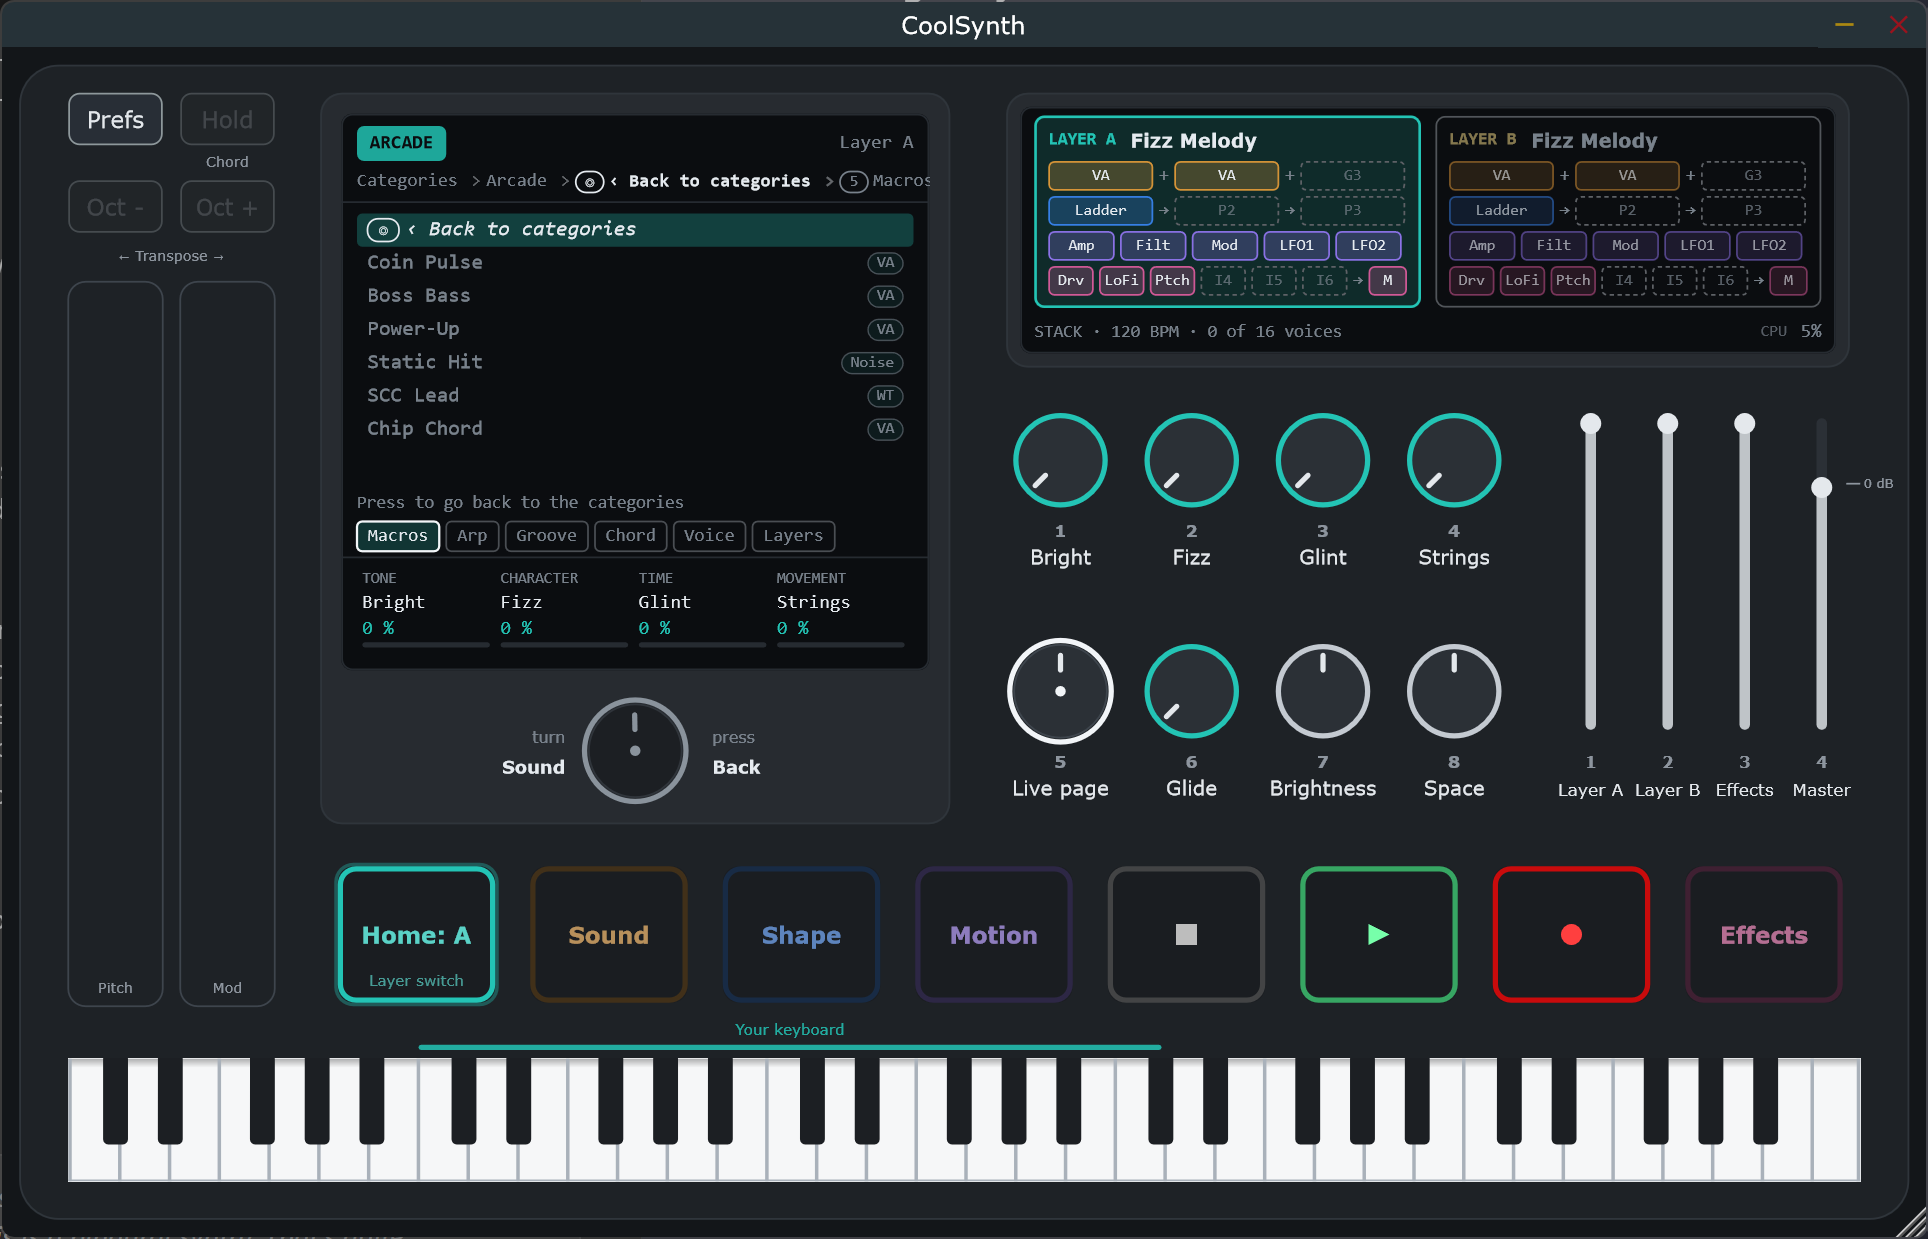 CoolSynth
Prefs
Hold
Chord
Oct -
Oct +
← Transpose →
Pitch
Mod
ARCADE
Layer A
Categories > Arcade > ‹ Back to categories > 5 Macros
‹ Back to categories
Coin Pulse VA
Boss Bass VA
Power-Up VA
Static Hit Noise
SCC Lead WT
Chip Chord VA
Press to go back to the categories
Macros Arp Groove Chord Voice Layers
TONE CHARACTER TIME MOVEMENT
Bright Fizz Glint Strings
0 % 0 % 0 % 0 %
turn
Sound
press
Back
LAYER A Fizz Melody
VA + VA + G3
Ladder → P2 → P3
Amp Filt Mod LFO1 LFO2
Drv LoFi Ptch I4 I5 I6 → M
LAYER B Fizz Melody
VA + VA + G3
Ladder → P2 → P3
Amp Filt Mod LFO1 LFO2
Drv LoFi Ptch I4 I5 I6 → M
STACK · 120 BPM · 0 of 16 voices
CPU 5%
1 2 3 4
Bright Fizz Glint Strings
5 6 7 8
Live page Glide Brightness Space
0 dB
1 2 3 4
Layer A Layer B Effects Master
Home: A
Layer switch
Sound
Shape
Motion
Effects
Your keyboard